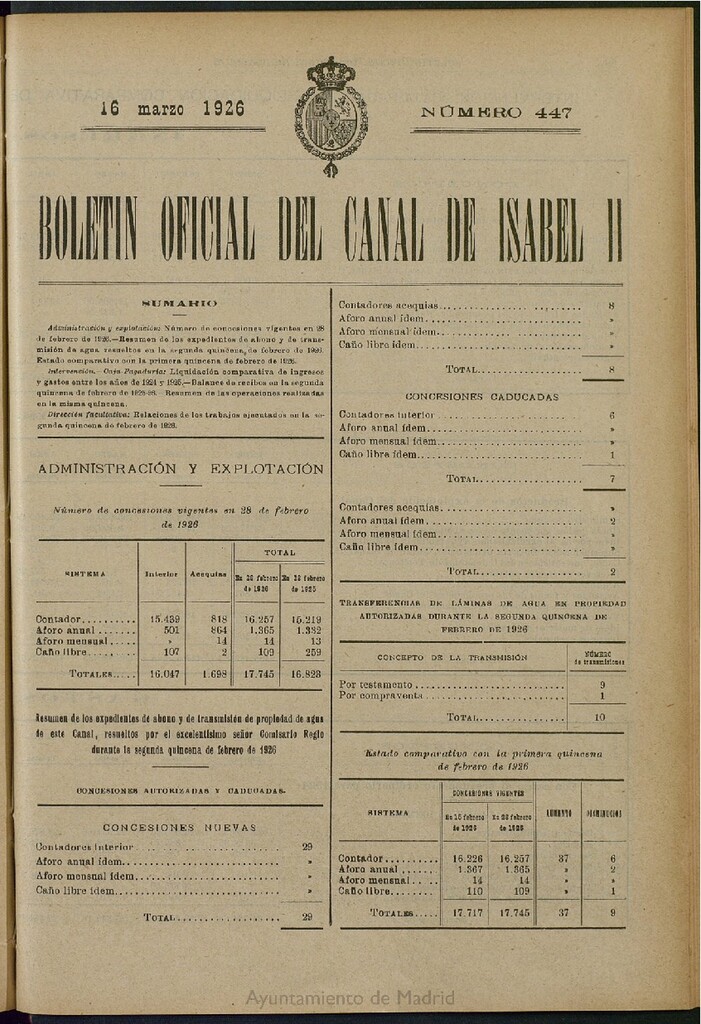 16 marzo 1926
NÚMERO 447
BOLETIN OFICIAL DEL CANAL DE ISABEL II
SUMARIO
Administración y explotación: Número de concesiones vigentes en 28
de febrero de 1926.—Resumen de los expedientes de abono y de trans-
misión de agua resueltos en la segunda quincena de febrero de 1926.
Estado comparativo con la primera quincena de febrero de 1926.
Intervención.—Caja Pagaduría: Liquidación comparativa de ingresos
y gastos entre los años de 1924 y 1925.—Balance de recibos en la segunda
quincena de febrero de 1925-26.—Resumen de las operaciones realizadas
en la misma quincena.
Dirección facultativa: Relaciones de los trabajos ejecutados en la se-
gunda quincena de febrero de 1926.
ADMINISTRACIÓN Y EXPLOTACIÓN
Número de concesiones vigentes en 28 de febrero
de 1926
TOTAL
SISTEMA Interior Acequias En 28 febrero En 28 febrero
de 1926 de 1925
Contador.......... 15.439 818 16.257 15.219
Aforo anual....... 501 864 1.365 1.332
Aforo mensual.... » 14 14 13
Caño libre........ 107 2 109 259
TOTALES..... 16.047 1.698 17.745 16.823
Resumen de los expedientes de abono y de transmisión de propiedad de agua
de este Canal, resueltos por el excelentísimo señor Comisario Regio
durante la segunda quincena de febrero de 1926
CONCESIONES AUTORIZADAS Y CADUCADAS
CONCESIONES NUEVAS
Contadores interior.......... 29
Aforo anual ídem.......... »
Aforo mensual ídem.......... »
Caño libre ídem.......... »
TOTAL.......... 29
Contadores acequias.......... 8
Aforo anual ídem.......... »
Aforo mensual ídem.......... »
Caño libre ídem.......... »
TOTAL.......... 8
CONCESIONES CADUCADAS
Contadores interior.......... 6
Aforo anual ídem.......... »
Aforo mensual ídem.......... »
Caño libre ídem.......... 1
TOTAL.......... 7
Contadores acequias.......... »
Aforo anual ídem.......... 2
Aforo mensual ídem.......... »
Caño libre ídem.......... »
TOTAL.......... 2
TRANSFERENCIAS DE LÁMINAS DE AGUA EN PROPIEDAD
AUTORIZADAS DURANTE LA SEGUNDA QUINCENA DE
FEBRERO DE 1926
CONCEPTO DE LA TRANSMISIÓN NÚMERO
de transmisiones
Por testamento.......... 9
Por compraventa.......... 1
TOTAL.......... 10
Estado comparativo con la primera quincena
de febrero de 1926
CONCESIONES VIGENTES
SISTEMA En 15 febrero En 28 febrero AUMENTO DISMINUCIÓN
de 1926 de 1926
Contador.......... 16.226 16.257 37 6
Aforo anual....... 1.367 1.365 » 2
Aforo mensual..... 14 14 » »
Caño libre........ 110 109 » 1
TOTALES..... 17.717 17.745 37 9
Ayuntamiento de Madrid